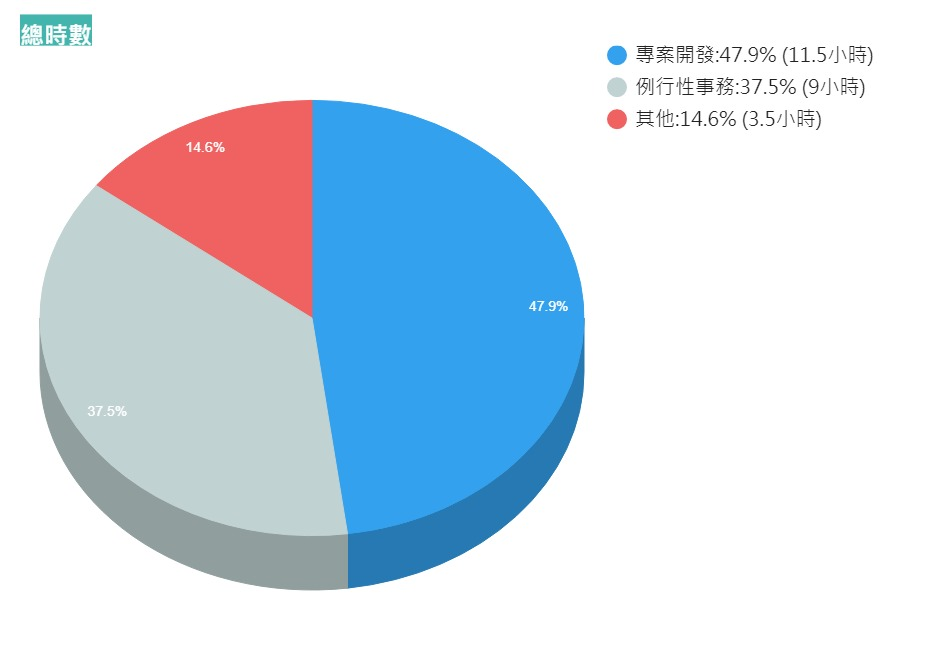 總時數
專案開發:47.9% (11.5小時)
例行性事務:37.5% (9小時)
其他:14.6% (3.5小時)
14.6%
47.9%
37.5%